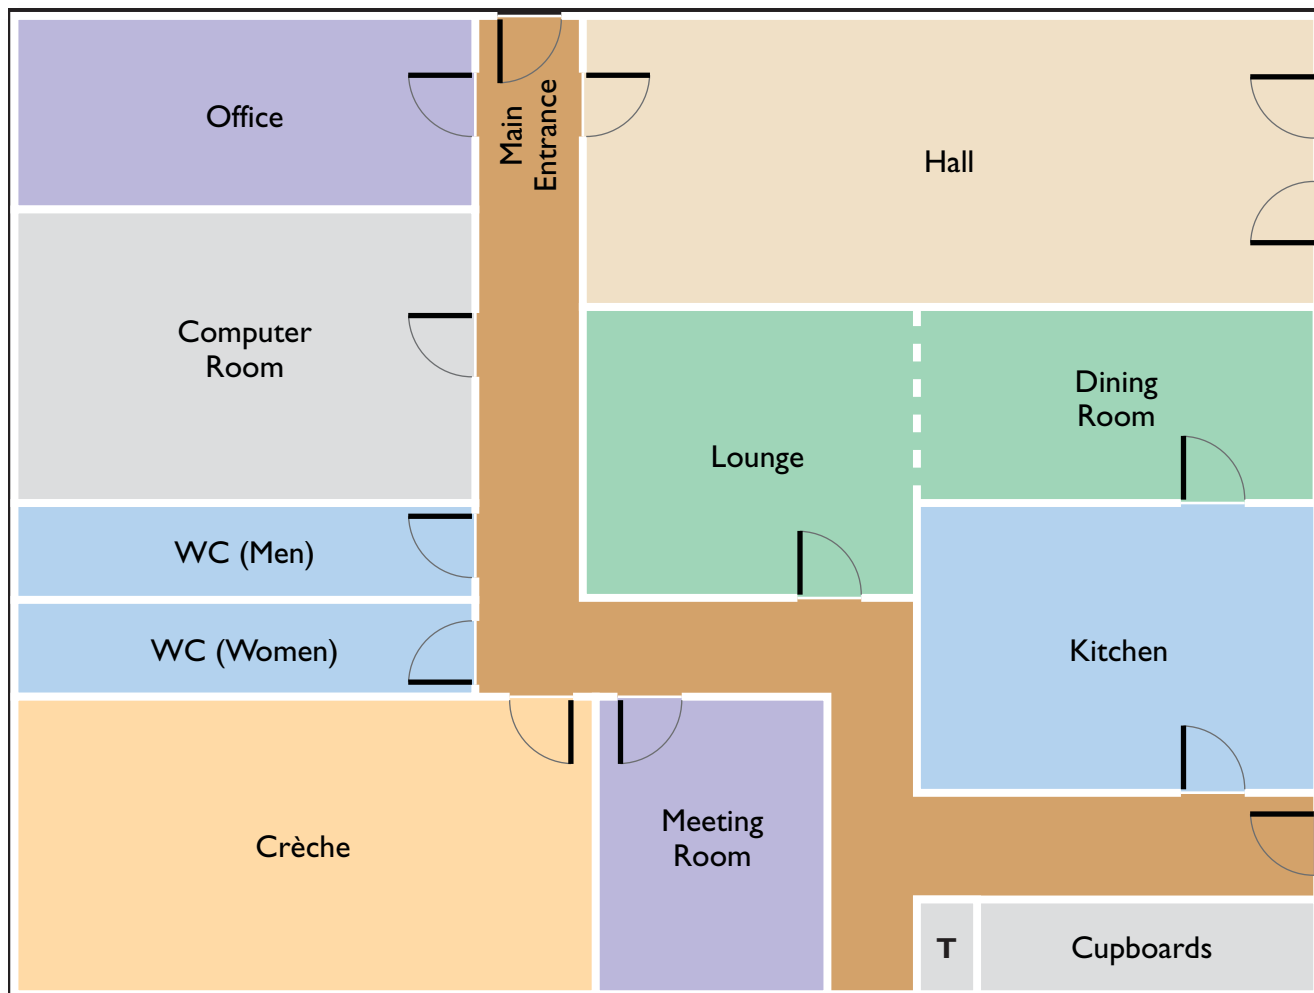 Office
Main
Entrance
Hall
Computer
Room
Dining
Room
Lounge
WC (Men)
WC (Women)
Kitchen
Crèche
Meeting
Room
T
Cupboards